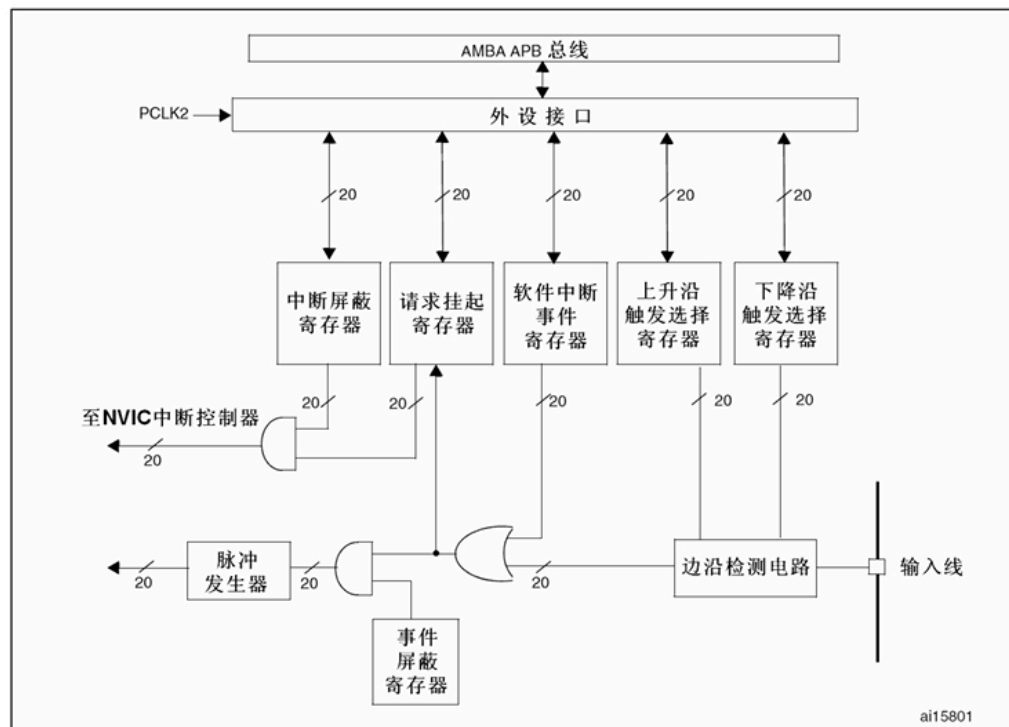 AMBA APB 总线
PCLK2
外设接口
20
20
20
20
20
中断屏蔽
寄存器
请求挂起
寄存器
软件中断
事件
寄存器
上升沿
触发选择
寄存器
下降沿
触发选择
寄存器
20
20
20
20
20
至NVIC中断控制器
20
脉冲
发生器
20
20
20
边沿检测电路
输入线
事件
屏蔽
寄存器
ai15801